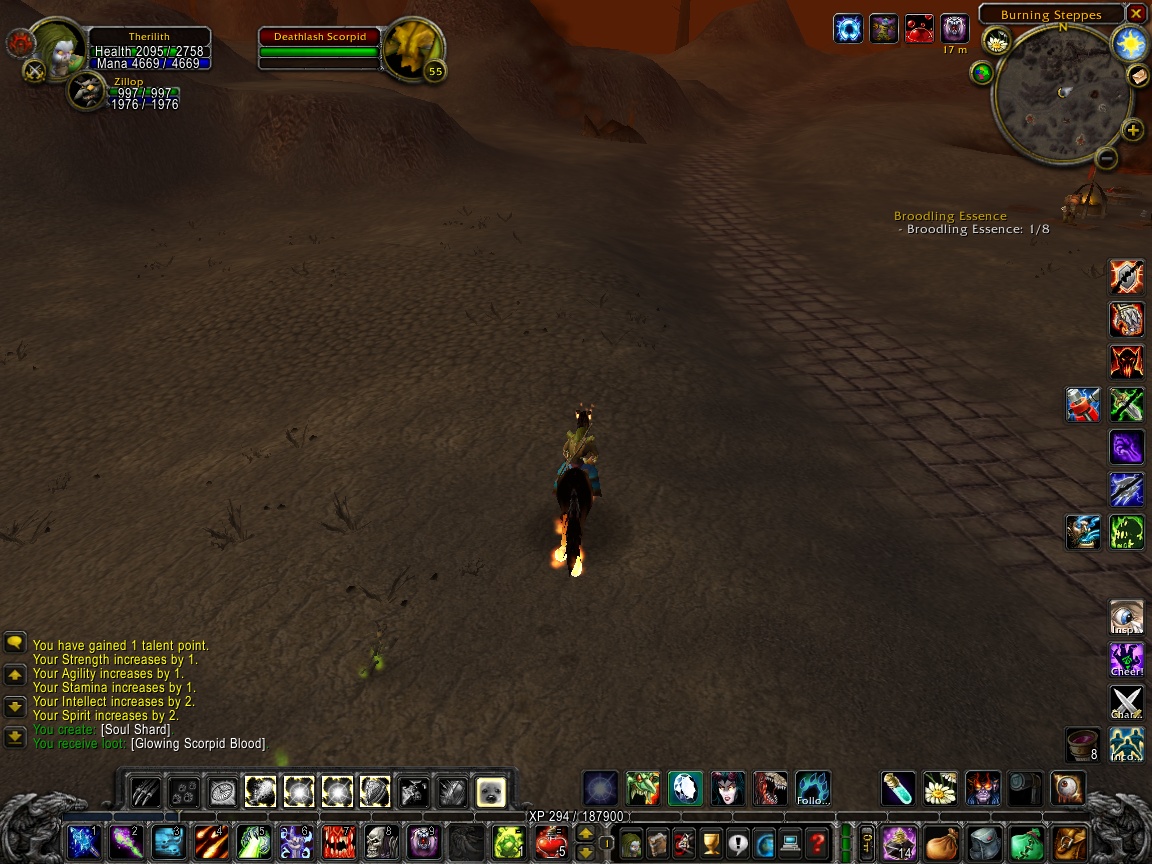 Therilith
Health 2095 / 2758
Mana 4669 / 4669
Zillop
997 / 997
1976 / 1976
Deathlash Scorpid
55
17 m
Burning Steppes
N
Broodling Essence
- Broodling Essence: 1/8
Insp
Cheer!
Char
8
You have gained 1 talent point.
Your Strength increases by 1.
Your Agility increases by 1.
Your Stamina increases by 1.
Your Intellect increases by 2.
Your Spirit increases by 2.
You create: [Soul Shard]
You receive loot: [Glowing Scorpid Blood].
Follo...
XP 294 / 187900
1
2
3
4
5
6
7
8
9
5
1
14